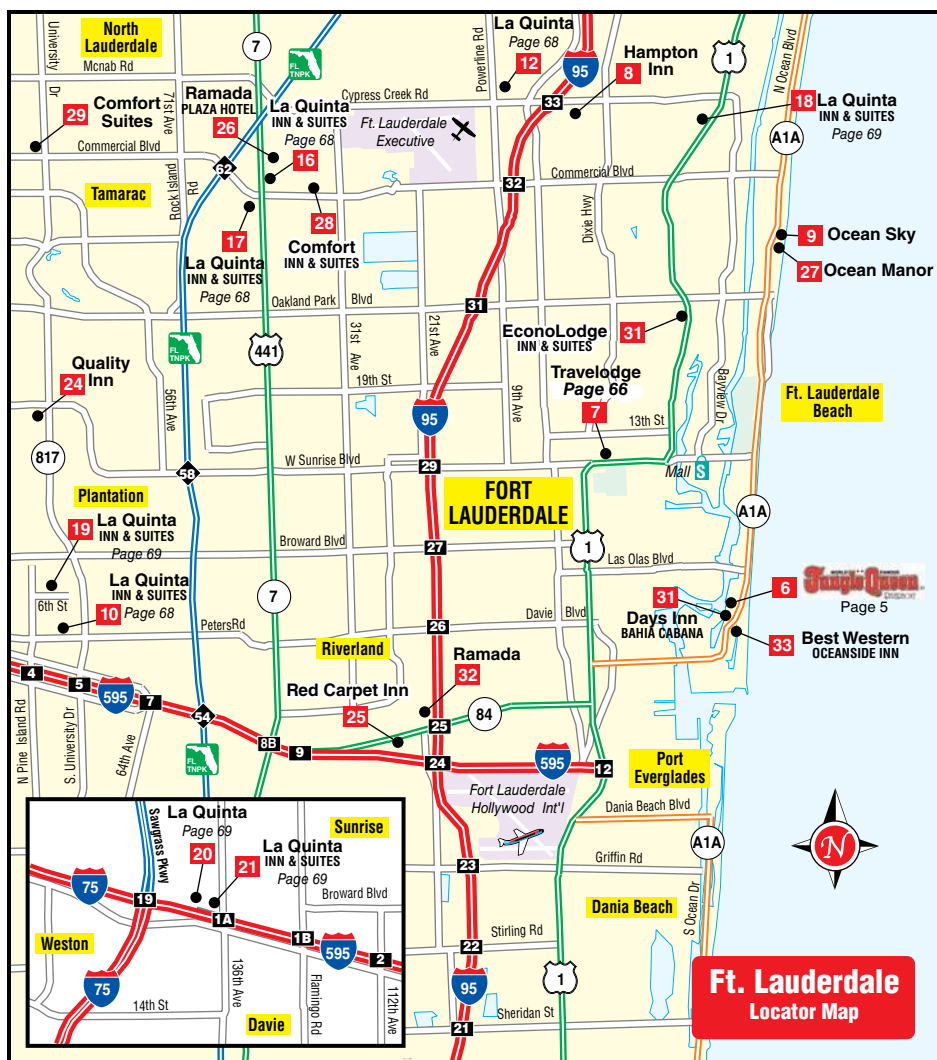 North
Lauderdale
University
Dr
Mcnab Rd
7
FL
TNPK
La Quinta
Page 68
12
Powerline Rd
95
Hampton
Inn
8
1
N Ocean Blvd
29
Comfort
Suites
71st Ave
Ramada
PLAZA HOTEL
26
La Quinta
INN & SUITES
Page 68
16
Cypress Creek Rd
33
Ft. Lauderdale
Executive
18
La Quinta
INN & SUITES
Page 69
A1A
Commercial Blvd
62
32
Commercial Blvd
Tamarac
Rock Island
Rd
17
La Quinta
INN & SUITES
Page 68
28
Comfort
INN & SUITES
Dixie Hwy
9
Ocean Sky
27
Ocean Manor
Oakland Park
Blvd
31
31st
Ave
21st Ave
EconoLodge
INN & SUITES
31
FL
TNPK
441
Quality
Inn
24
56th Ave
19th St
95
9th Ave
Travelodge
Page 66
7
13th St
Bayview Dr
Ft. Lauderdale
Beach
817
58
W Sunrise Blvd
29
Mall
S
Plantation
FORT
LAUDERDALE
A1A
19
La Quinta
INN & SUITES
Page 69
Broward Blvd
27
1
Las Olas Blvd
La Quinta
INN & SUITES
10
Page 68
6th St
7
31
Days Inn
BAHIA CABANA
6
Jungle Queen
Page 5
Peters Rd
26
Davie
Blvd
33
Best Western
OCEANSIDE INN
Riverland
Ramada
32
4
5
595
7
Red Carpet Inn
25
84
54
8B
9
25
24
595
12
N Pine Island Rd
S. University Dr
64th Ave
FL
TNPK
Port
Everglades
Fort Lauderdale
Hollywood Int'l
Dania Beach Blvd
A1A
N
La Quinta
Page 69
20
Sunrise
Sawgrass Pkwy
La Quinta
INN & SUITES
21
Page 69
75
19
1A
Broward Blvd
23
Griffin Rd
S Ocean Dr
Dania Beach
Weston
1B
595
2
22
Stirling Rd
75
14th St
136th Ave
Flamingo Rd
112th Ave
Davie
95
1
21
Sheridan St
Ft. Lauderdale
Locator Map